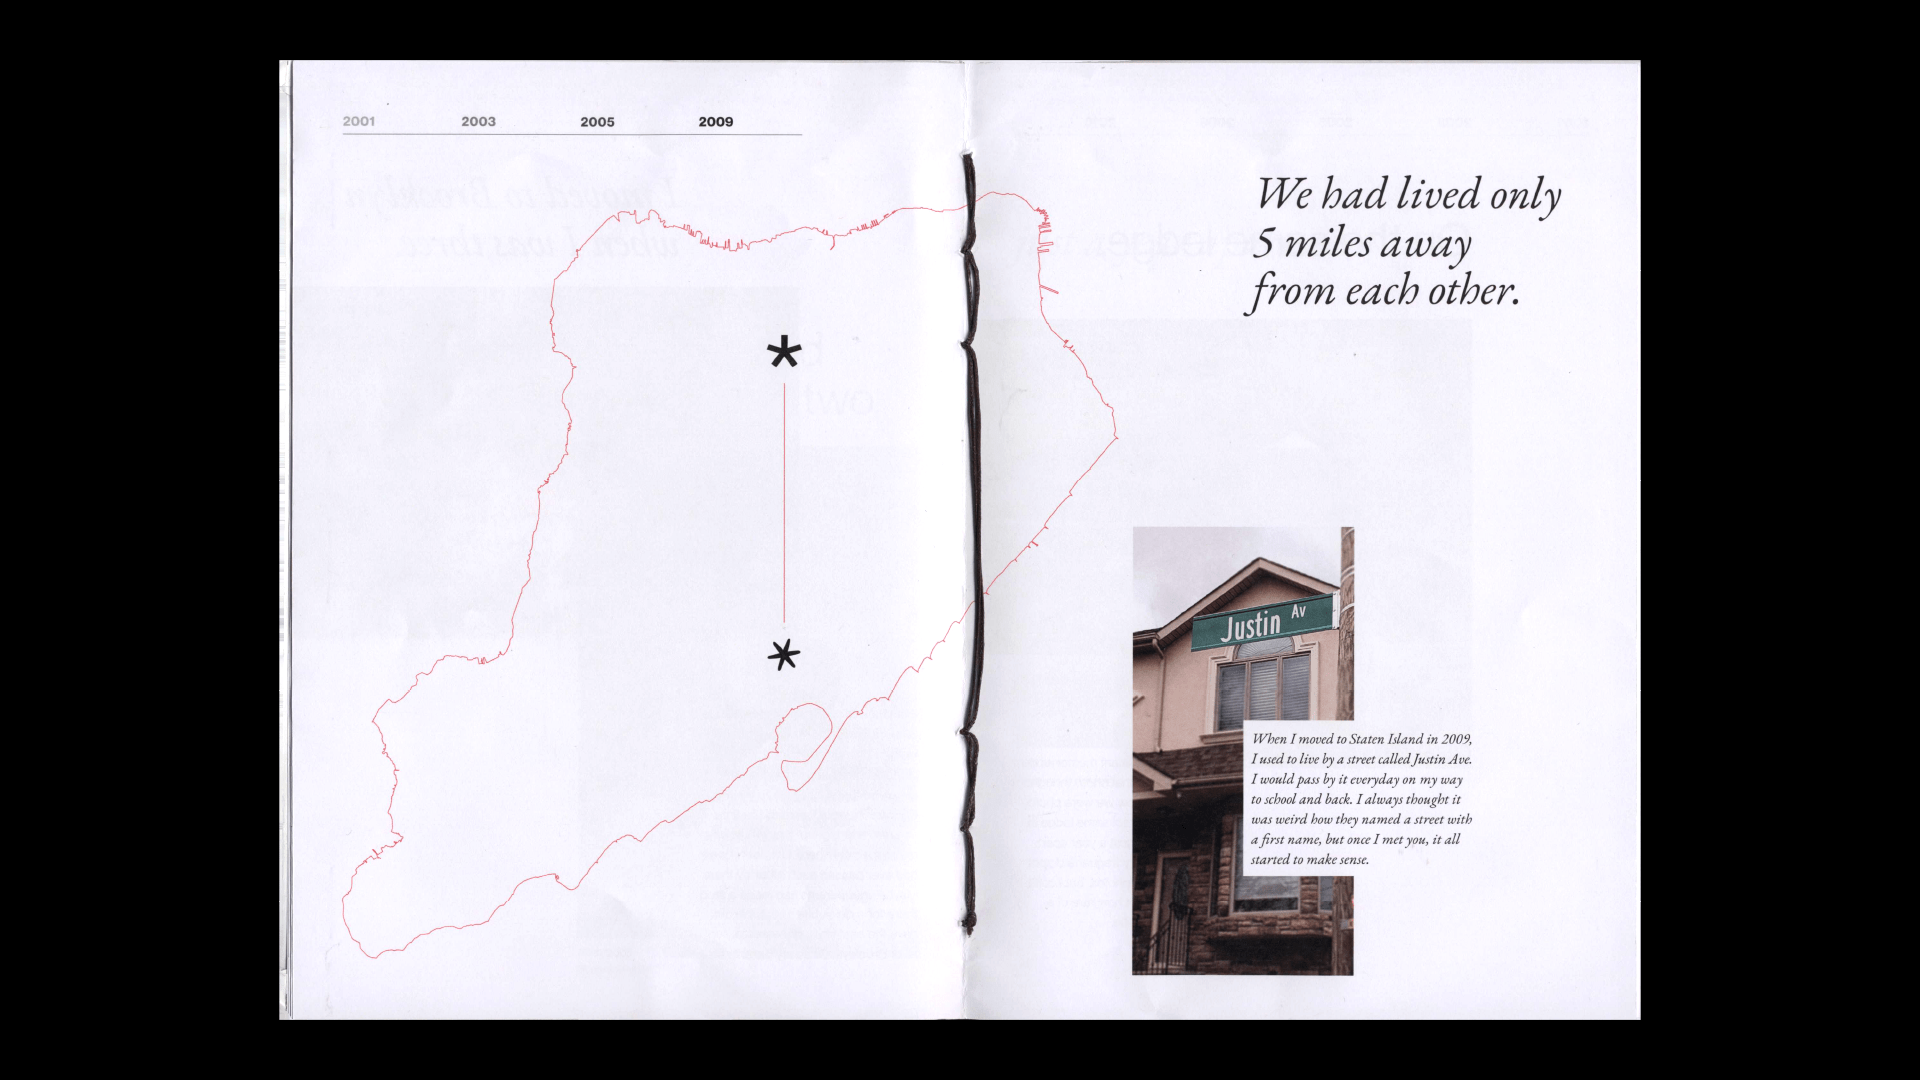 2001 2003 2005 2009
We had lived only
5 miles away
from each other.
Justin Av
When I moved to Staten Island in 2009,
I used to live by a street called Justin Ave.
I would pass by it everyday on my way
to school and back. I always thought it
was weird how they named a street with
a first name, but once I met you, it all
started to make sense.